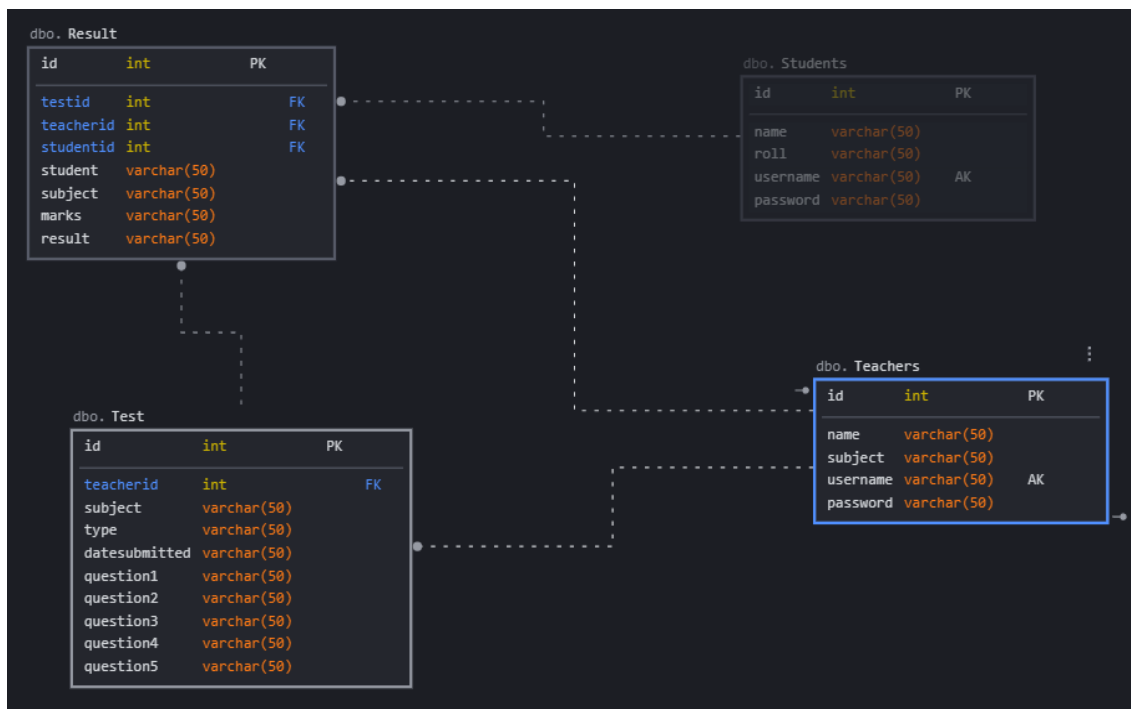 dbo. Result
id int PK
testid int FK
teacherid int FK
studentid int FK
student varchar(50)
subject varchar(50)
marks varchar(50)
result varchar(50)
dbo. Students
id int PK
name varchar(50)
roll varchar(50)
username varchar(50) AK
password varchar(50)
dbo. Teachers
id int PK
name varchar(50)
subject varchar(50)
username varchar(50) AK
password varchar(50)
dbo. Test
id int PK
teacherid int FK
subject varchar(50)
type varchar(50)
datesubmitted varchar(50)
question1 varchar(50)
question2 varchar(50)
question3 varchar(50)
question4 varchar(50)
question5 varchar(50)